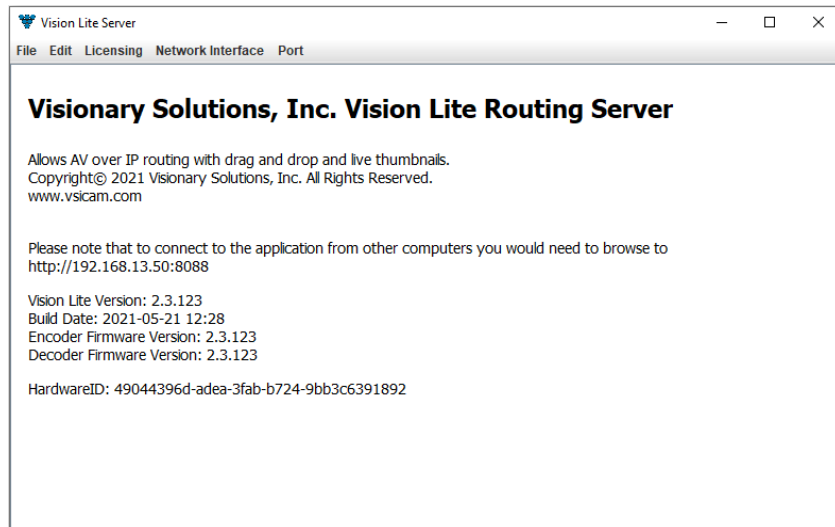 Vision Lite Server
File Edit Licensing Network Interface Port
Visionary Solutions, Inc. Vision Lite Routing Server
Allows AV over IP routing with drag and drop and live thumbnails.
Copyright© 2021 Visionary Solutions, Inc. All Rights Reserved.
www.vsicam.com
Please note that to connect to the application from other computers you would need to browse to
http://192.168.13.50:8088
Vision Lite Version: 2.3.123
Build Date: 2021-05-21 12:28
Encoder Firmware Version: 2.3.123
Decoder Firmware Version: 2.3.123
HardwareID: 49044396d-adea-3fab-b724-9bb3c6391892